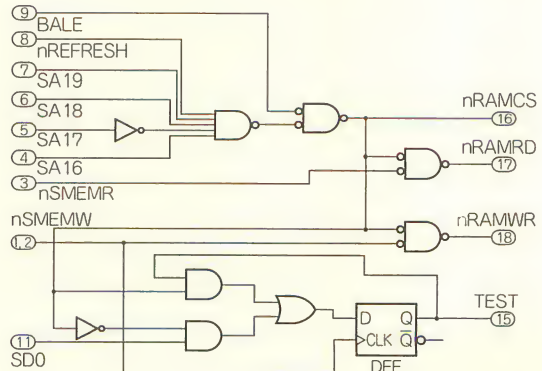 9
BALE
8
nREFRESH
7
SA19
6
SA18
5
SA17
4
SA16
3
nSMEMR
nSMEMW
1,2
nRAMCS
16
nRAMRD
17
nRAMWR
18
11
SD0
D Q
CLK Q
DFF
TEST
15